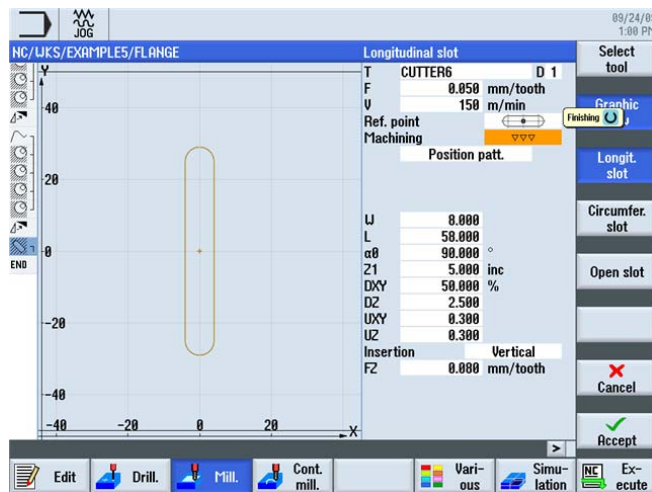 JOG
09/24/0
1:00 PM
NC/WKS/EXAMPLE5/FLANGE
Longitudinal slot
Select
tool
Y
T CUTTER6 D 1
F 0.050 mm/tooth
V 150 m/min
Ref. point
Graphic
Finishing
Machining ▽▽▽
Position patt.
Longit.
slot
40
20
0
-20
-40
-40 -20 0 20 X
END
W 8.000
L 58.000
α0 90.000 °
Z1 5.000 inc
DXY 50.000 %
DZ 2.500
UXY 0.300
UZ 0.300
Insertion Vertical
FZ 0.080 mm/tooth
Circumfer.
slot
Open slot
Cancel
Accept
>
Edit
Drill.
Mill.
Cont.
mill.
Vari-
ous
Simu-
lation
NC
Ex-
ecute